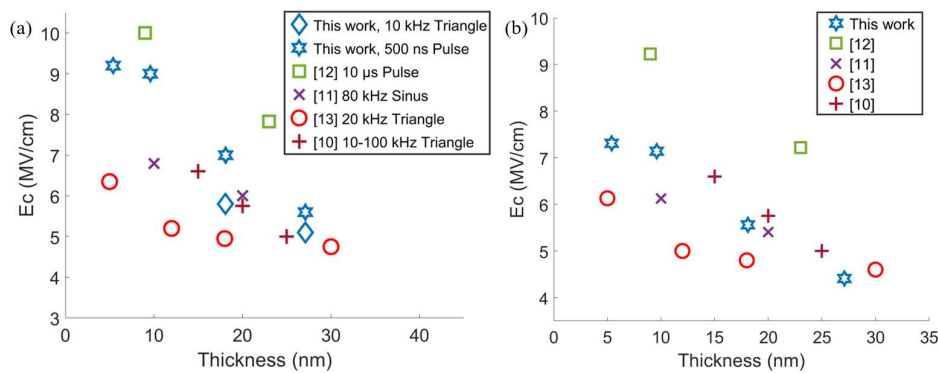 (a)
10
9
8
7
6
5
4
3
Ec (MV/cm)
0
10
20
30
40
Thickness (nm)
This work, 10 kHz Triangle
This work, 500 ns Pulse
[12] 10 µs Pulse
[11] 80 kHz Sinus
[13] 20 kHz Triangle
[10] 10-100 kHz Triangle
(b)
10
9
8
7
6
5
4
Ec (MV/cm)
0
5
10
15
20
25
30
35
Thickness (nm)
This work
[12]
[11]
[13]
[10]